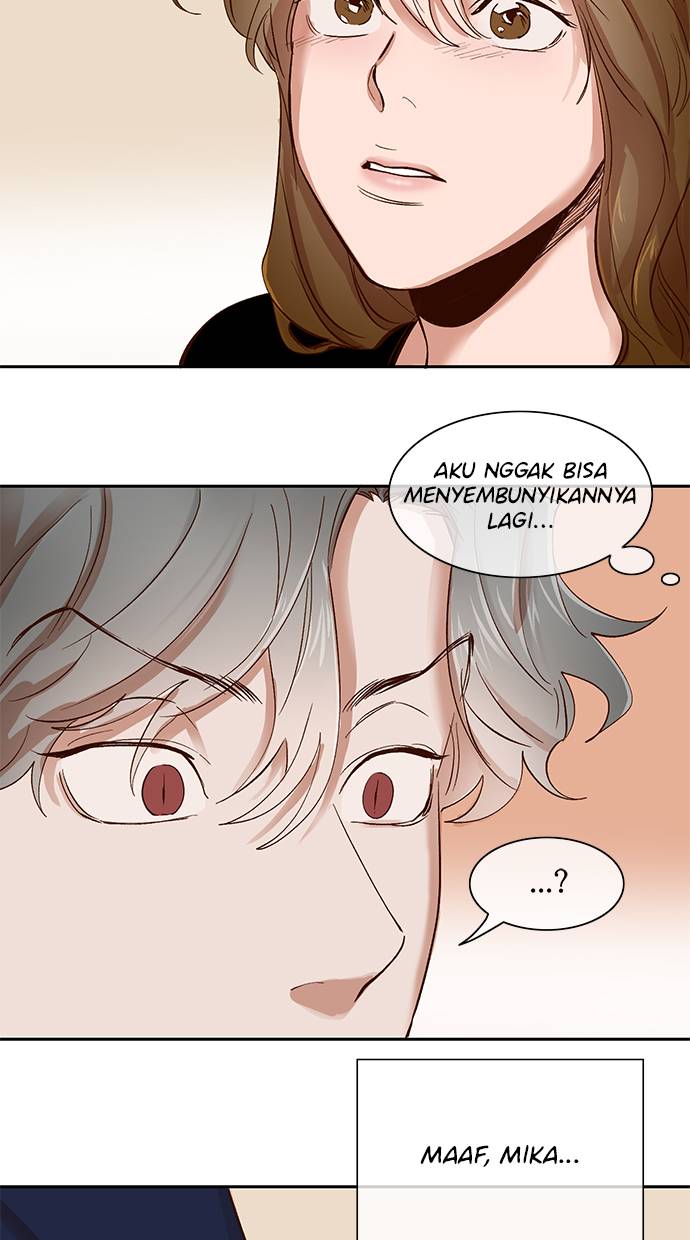 AKU NGGAK BISA
MENYEMBUNYIKANNYA
LAGI...
...?
MAAF, MIKA...